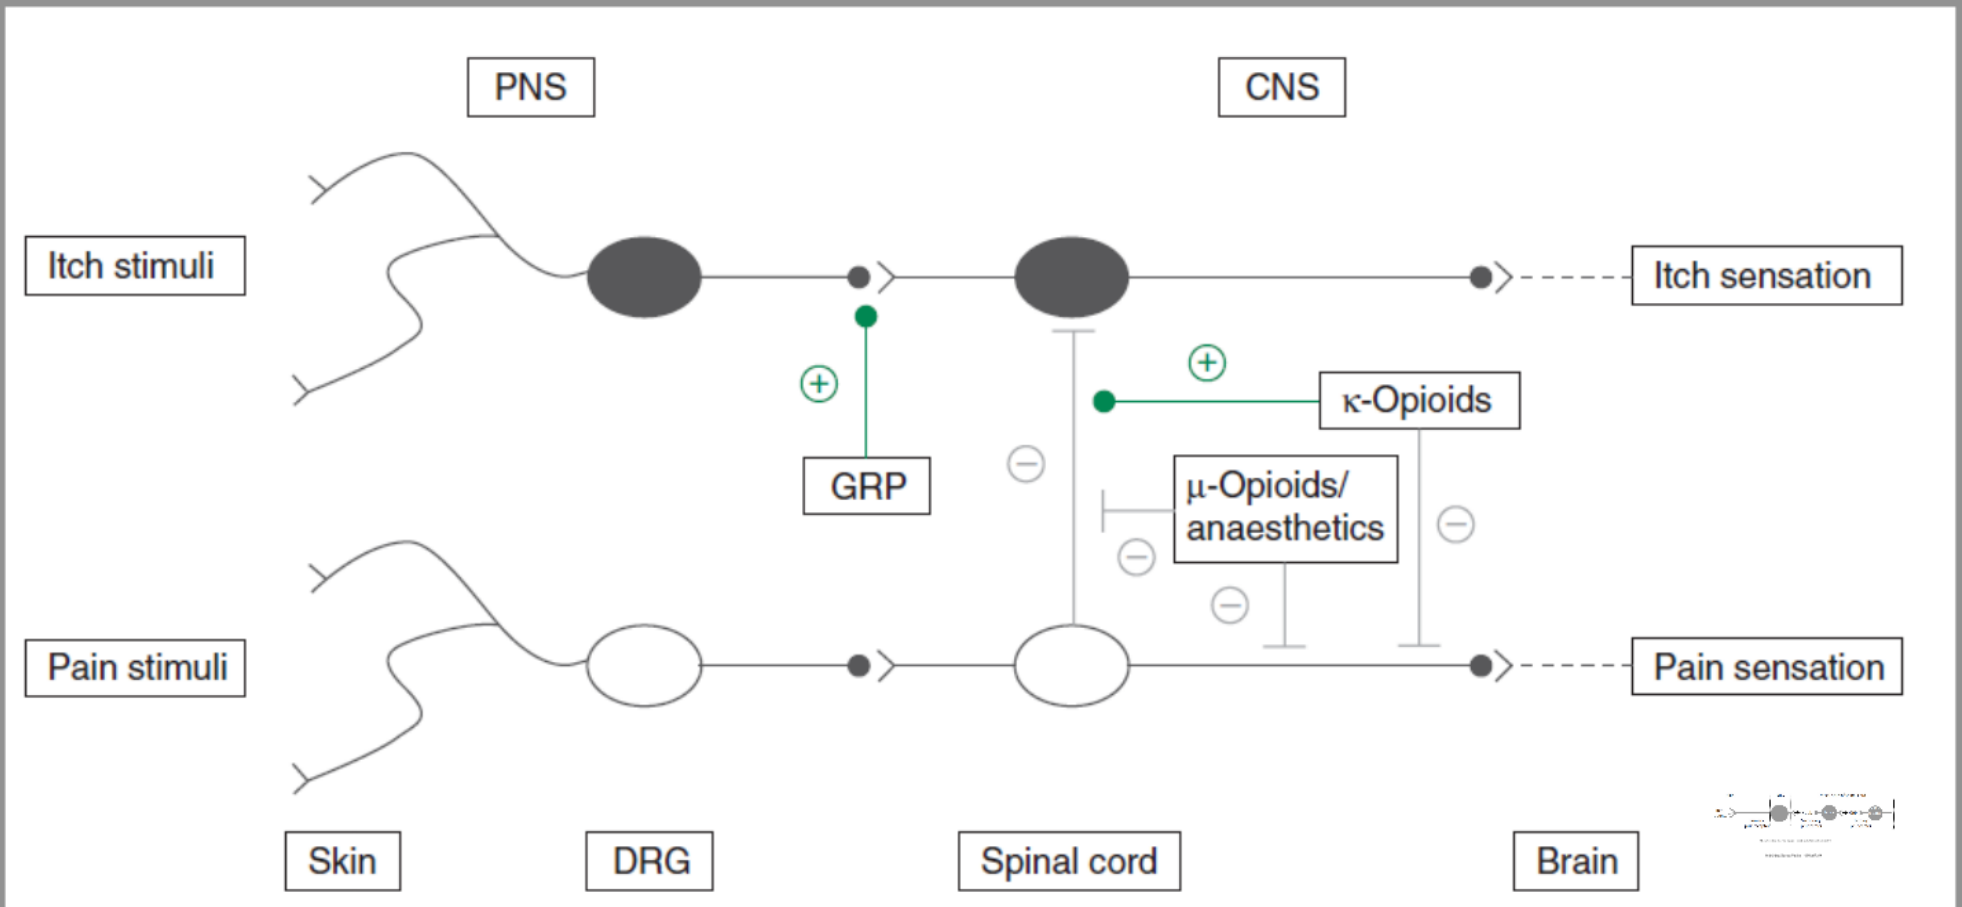 PNS
CNS
Itch stimuli
Itch sensation
+
+
κ-Opioids
−
GRP
μ-Opioids/
anaesthetics
−
−
−
Pain stimuli
Pain sensation
Skin
DRG
Spinal cord
Brain